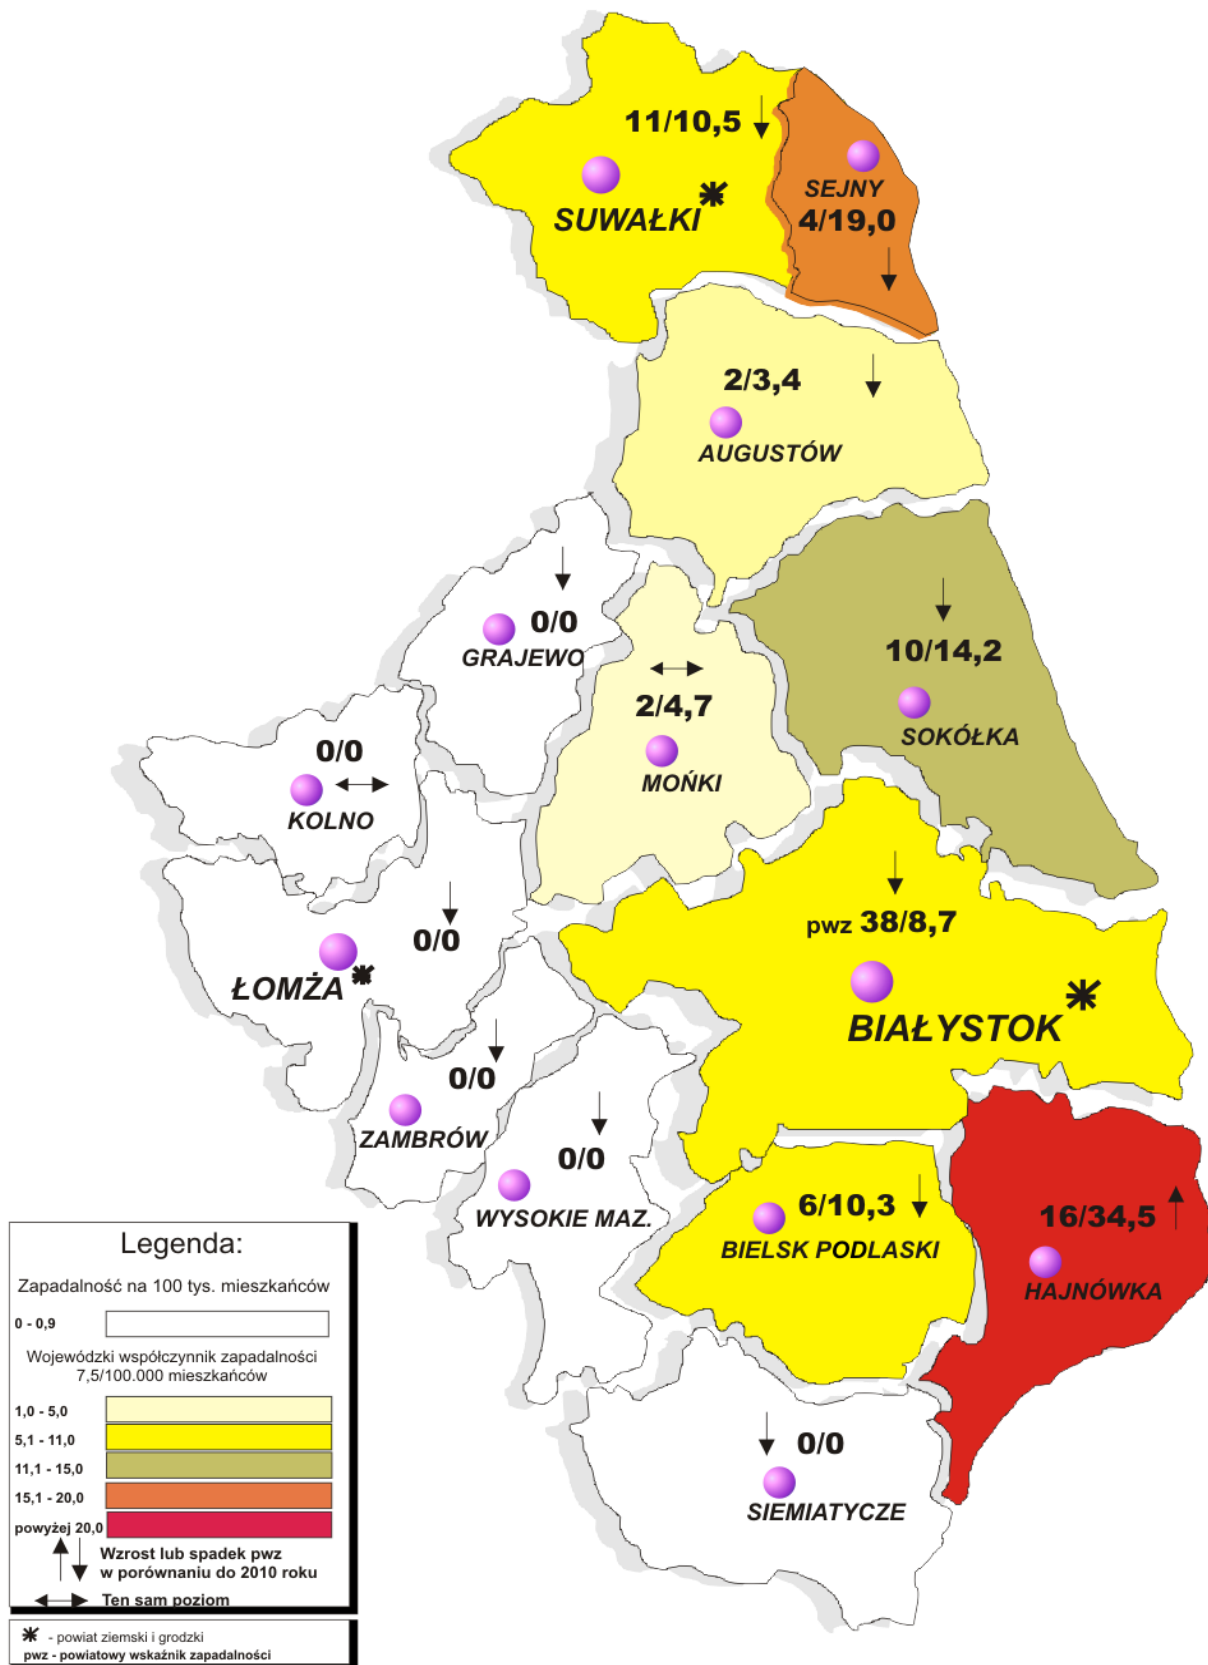 11/10,5
SUWAŁKI
SEJNY
4/19,0
2/3,4
AUGUSTÓW
0/0
GRAJEWO
10/14,2
SOKÓŁKA
2/4,7
MOŃKI
0/0
KOLNO
0/0
ŁOMŻA
pwz 38/8,7
BIAŁYSTOK
0/0
ZAMBRÓW
0/0
WYSOKIE MAZ.
6/10,3
BIELSK PODLASKI
16/34,5
HAJNÓWKA
0/0
SIEMIATYCZE
Legenda:
Zapadalność na 100 tys. mieszkańców
0 - 0,9
Wojewódzki współczynnik zapadalności
7,5/100.000 mieszkańców
1,0 - 5,0
5,1 - 11,0
11,1 - 15,0
15,1 - 20,0
powyżej 20,0
Wzrost lub spadek pwz
w porównaniu do 2010 roku
Ten sam poziom
- powiat ziemski i grodzki
pwz - powiatowy wskaźnik zapadalności